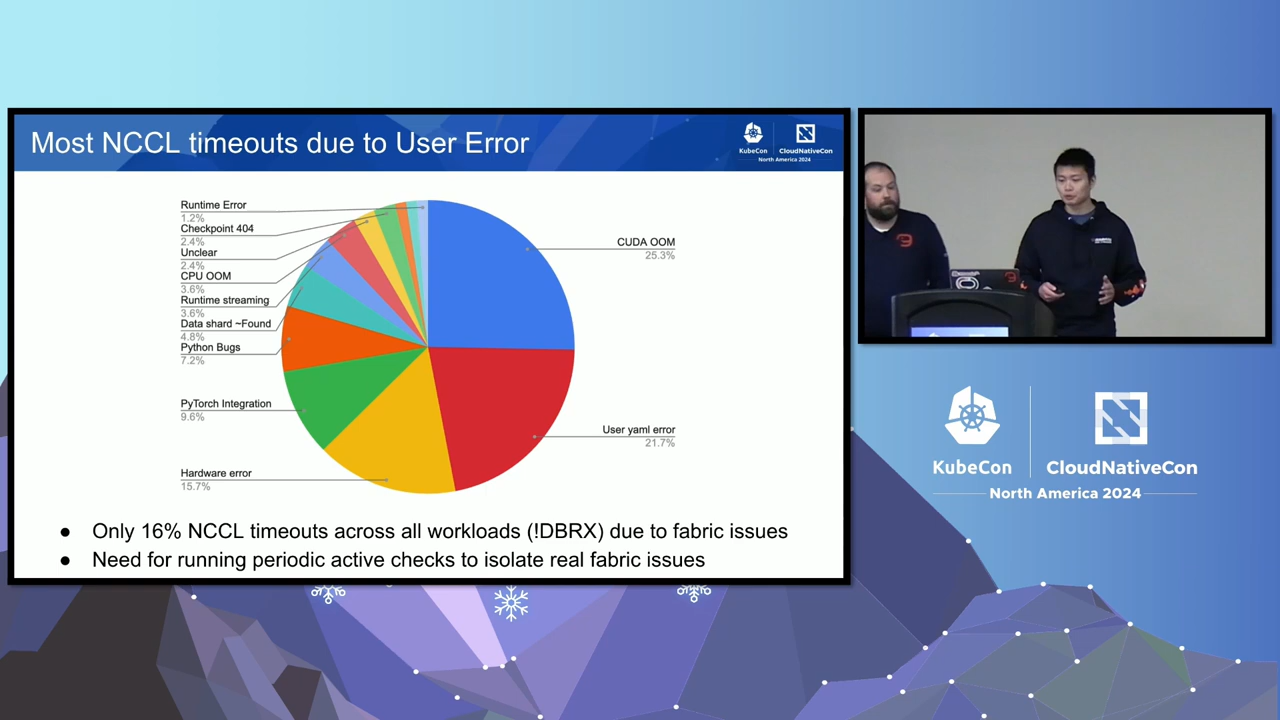 Most NCCL timeouts due to User Error
KubeCon
CloudNativeCon
North America 2024
Runtime Error
1.2%
Checkpoint 404
2.4%
Unclear
2.4%
CPU OOM
3.6%
Runtime streaming
3.6%
Data shard ~Found
4.8%
Python Bugs
7.2%
PyTorch Integration
9.6%
Hardware error
15.7%
CUDA OOM
25.3%
User yaml error
21.7%
● Only 16% NCCL timeouts across all workloads (!DBRX) due to fabric issues
● Need for running periodic active checks to isolate real fabric issues
KubeCon
CloudNativeCon
North America 2024